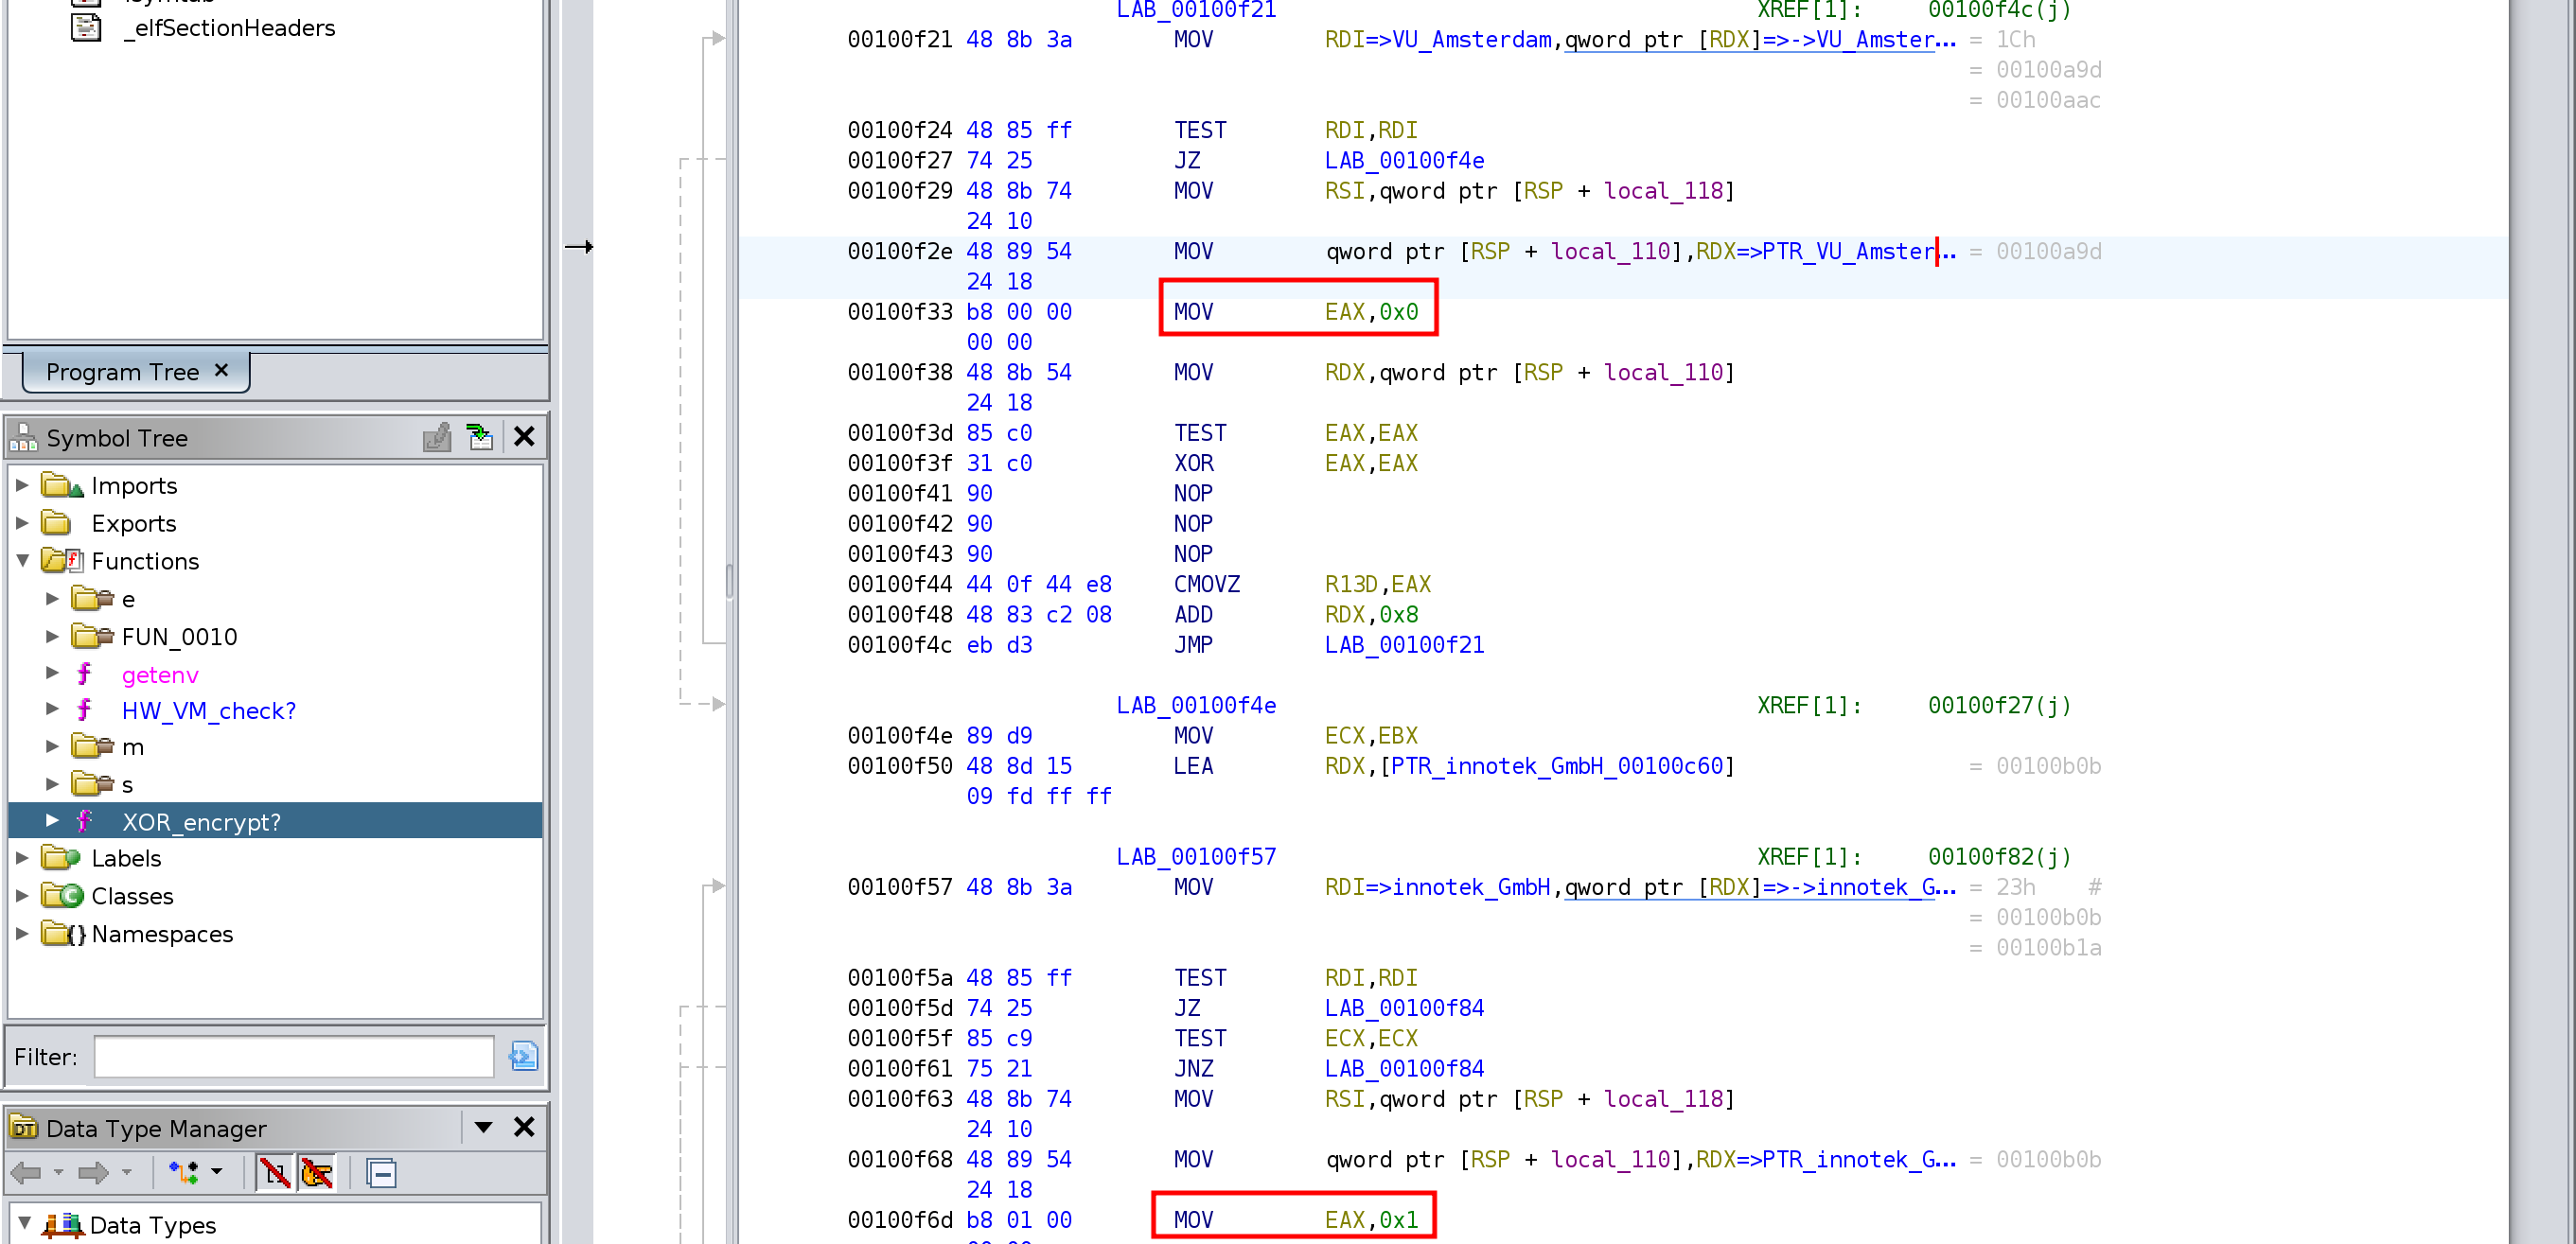 _elfSectionHeaders
Program Tree
Symbol Tree
Imports
Exports
Functions
e
FUN_0010
getenv
HW_VM_check?
m
s
XOR_encrypt?
Labels
Classes
Namespaces
Filter:
Data Type Manager
Data Types
LAB_00100f21 XREF[1]: 00100f4c(j)
00100f21 48 8b 3a MOV RDI=>VU_Amsterdam,qword ptr [RDX]=>->VU_Amster... = 1Ch
= 00100a9d
= 00100aac
00100f24 48 85 ff TEST RDI,RDI
00100f27 74 25 JZ LAB_00100f4e
00100f29 48 8b 74 MOV RSI,qword ptr [RSP + local_118]
24 10
00100f2e 48 89 54 MOV qword ptr [RSP + local_110],RDX=>PTR_VU_Amster... = 00100a9d
24 18
00100f33 b8 00 00 MOV EAX,0x0
00 00
00100f38 48 8b 54 MOV RDX,qword ptr [RSP + local_110]
24 18
00100f3d 85 c0 TEST EAX,EAX
00100f3f 31 c0 XOR EAX,EAX
00100f41 90 NOP
00100f42 90 NOP
00100f43 90 NOP
00100f44 44 0f 44 e8 CMOVZ R13D,EAX
00100f48 48 83 c2 08 ADD RDX,0x8
00100f4c eb d3 JMP LAB_00100f21
LAB_00100f4e XREF[1]: 00100f27(j)
00100f4e 89 d9 MOV ECX,EBX
00100f50 48 8d 15 LEA RDX,[PTR_innotek_GmbH_00100c60] = 00100b0b
09 fd ff ff
LAB_00100f57 XREF[1]: 00100f82(j)
00100f57 48 8b 3a MOV RDI=>innotek_GmbH,qword ptr [RDX]=>->innotek_G... = 23h #
= 00100b0b
= 00100b1a
00100f5a 48 85 ff TEST RDI,RDI
00100f5d 74 25 JZ LAB_00100f84
00100f5f 85 c9 TEST ECX,ECX
00100f61 75 21 JNZ LAB_00100f84
00100f63 48 8b 74 MOV RSI,qword ptr [RSP + local_118]
24 10
00100f68 48 89 54 MOV qword ptr [RSP + local_110],RDX=>PTR_innotek_G... = 00100b0b
24 18
00100f6d b8 01 00 MOV EAX,0x1